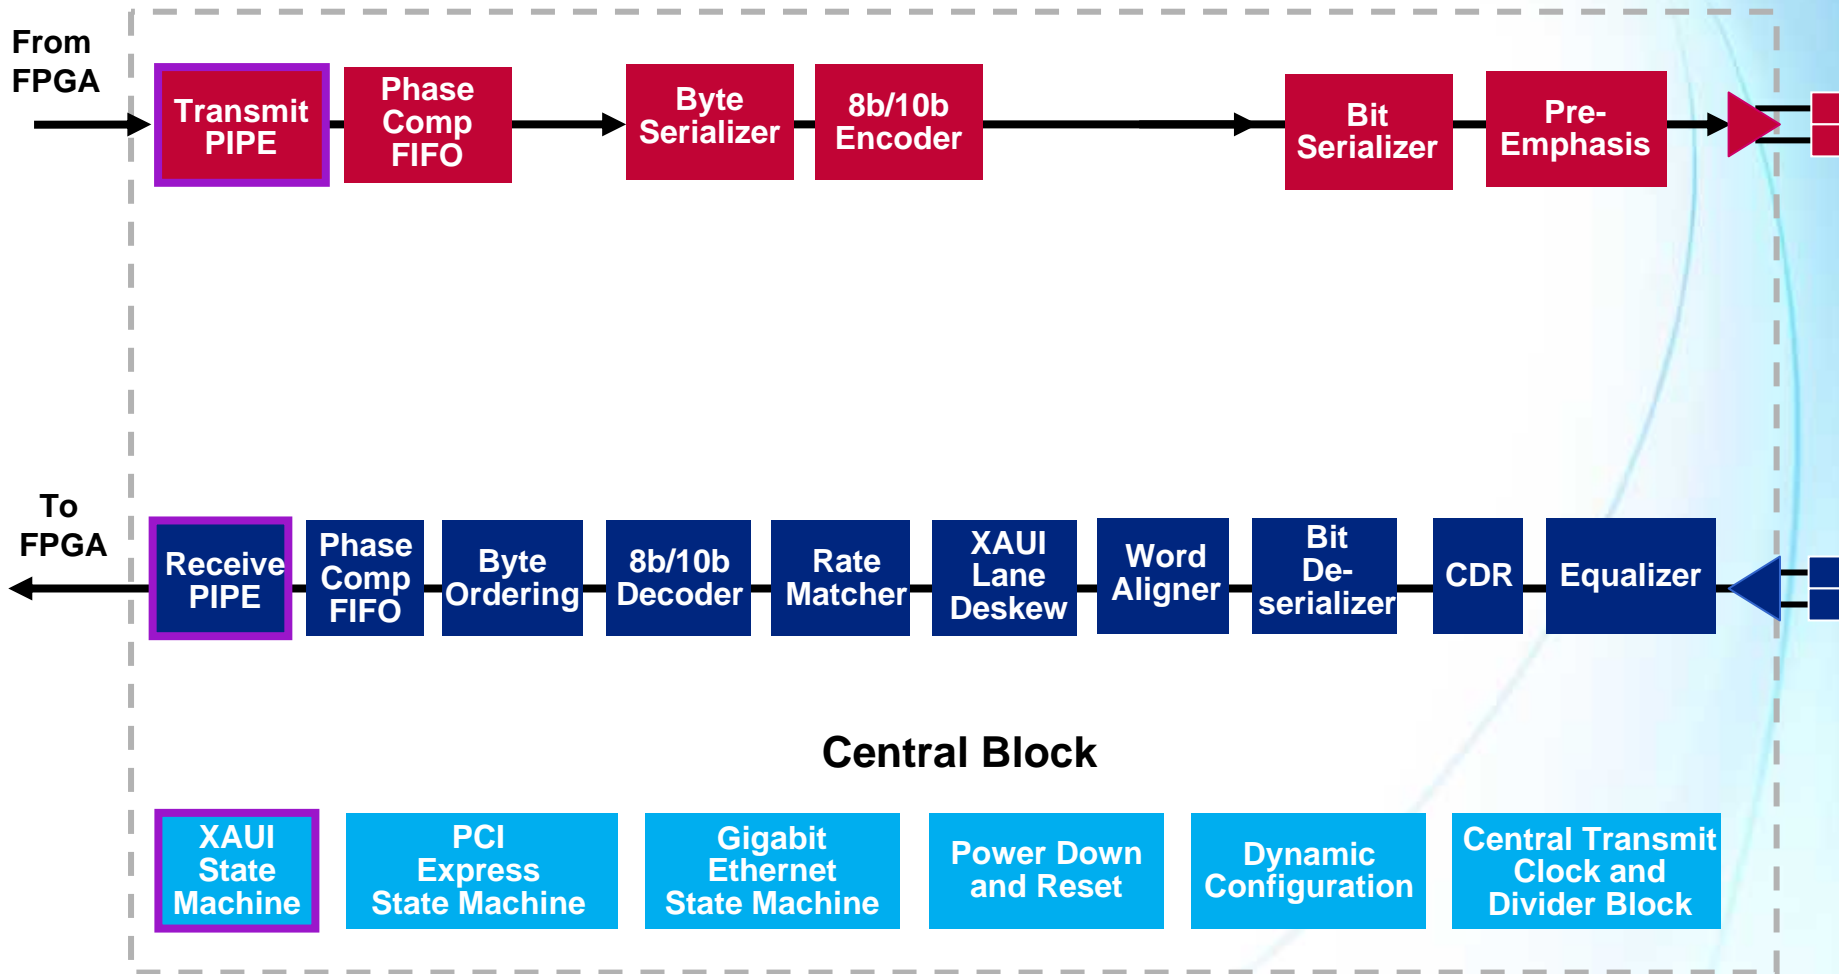 From
FPGA
Transmit
PIPE
Phase
Comp
FIFO
Byte
Serializer
8b/10b
Encoder
Bit
Serializer
Pre-
Emphasis
To
FPGA
Receive
PIPE
Phase
Comp
FIFO
Byte
Ordering
8b/10b
Decoder
Rate
Matcher
XAUI
Lane
Deskew
Word
Aligner
Bit
De-
serializer
CDR
Equalizer
Central Block
XAUI
State
Machine
PCI
Express
State Machine
Gigabit
Ethernet
State Machine
Power Down
and Reset
Dynamic
Configuration
Central Transmit
Clock and
Divider Block